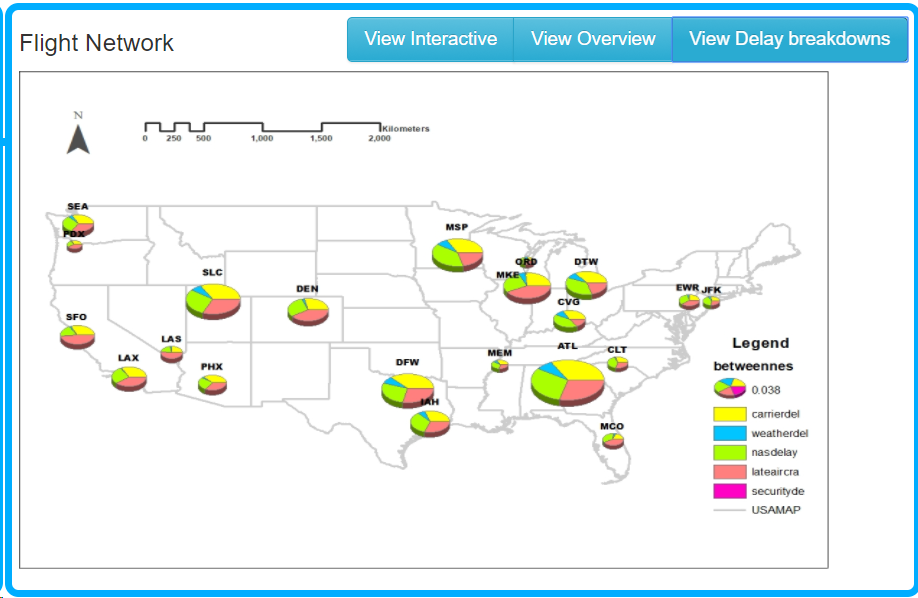 Flight Network
View Interactive
View Overview
View Delay breakdowns
N
Kilometers
0 250 500 1,000 1,500 2,000
SEA
PDX
MSP
ORD
DTW
MKE
SLC
DEN
EWR
JFK
CVG
SFO
LAS
ATL
MEM
CLT
LAX
PHX
DFW
IAH
MCO
Legend
betweennes
0.038
carrierdel
weatherdel
nasdelay
lateaircra
securityde
USAMAP